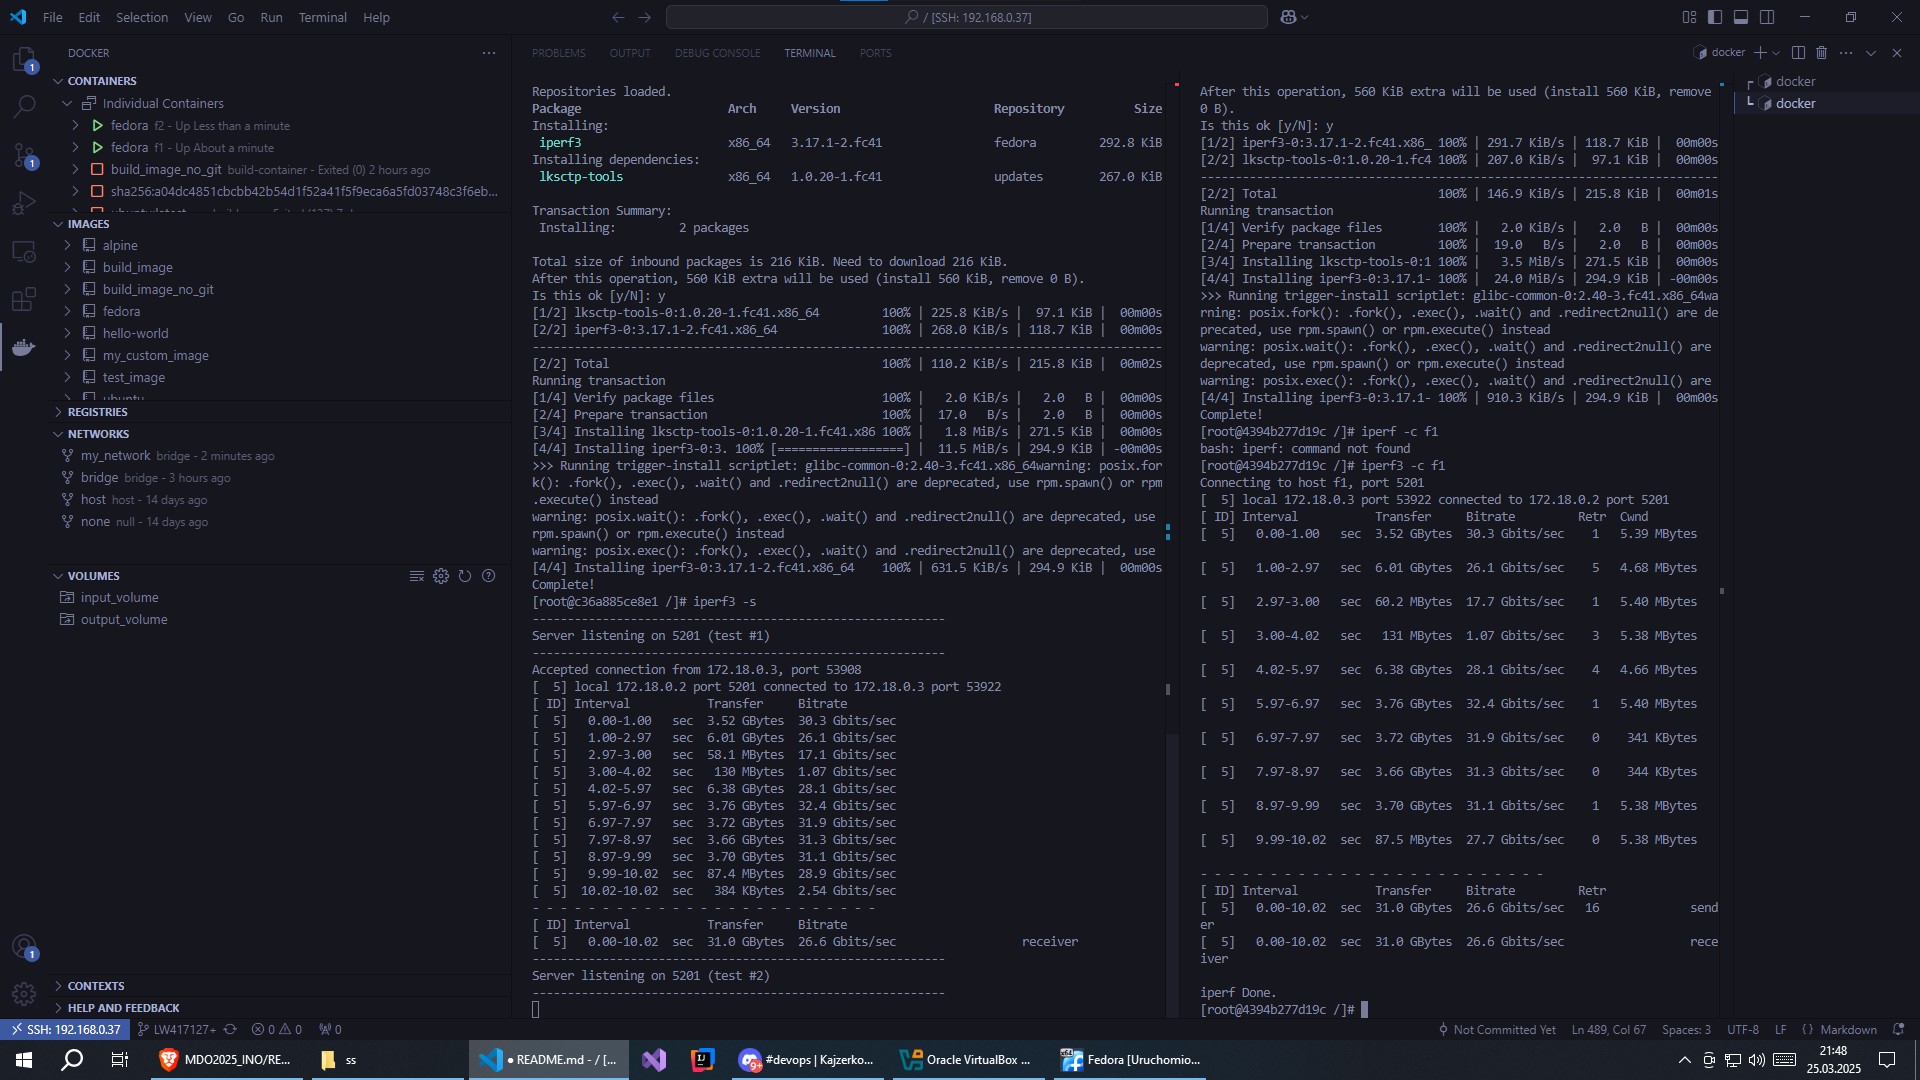 File Edit Selection View Go Run Terminal Help
/ [SSH: 192.168.0.37]
DOCKER
CONTAINERS
Individual Containers
fedora f2 - Up Less than a minute
fedora f1 - Up About a minute
build_image_no_git build-container - Exited (0) 2 hours ago
sha256:a04dc4851cbcbb42b54d1f52a41f5f9eca6a5fd03748c3f6eb...
IMAGES
alpine
build_image
build_image_no_git
fedora
hello-world
my_custom_image
test_image
ubuntu
REGISTRIES
NETWORKS
my_network bridge - 2 minutes ago
bridge bridge - 3 hours ago
host host - 14 days ago
none null - 14 days ago
VOLUMES
input_volume
output_volume
CONTEXTS
HELP AND FEEDBACK
PROBLEMS OUTPUT DEBUG CONSOLE TERMINAL PORTS
docker
Repositories loaded.
Package Arch Version Repository Size
Installing:
iperf3 x86_64 3.17.1-2.fc41 fedora 292.8 KiB
Installing dependencies:
lksctp-tools x86_64 1.0.20-1.fc41 updates 267.0 KiB
Transaction Summary:
Installing: 2 packages
Total size of inbound packages is 216 KiB. Need to download 216 KiB.
After this operation, 560 KiB extra will be used (install 560 KiB, remove 0 B).
Is this ok [y/N]: y
[1/2] lksctp-tools-0:1.0.20-1.fc41.x86_64 100% | 225.8 KiB/s | 97.1 KiB | 00m00s
[2/2] iperf3-0:3.17.1-2.fc41.x86_64 100% | 268.0 KiB/s | 118.7 KiB | 00m00s
------------------------------------------------------------------------------------------
[2/2] Total 100% | 110.2 KiB/s | 215.8 KiB | 00m02s
Running transaction
[1/4] Verify package files 100% | 2.0 KiB/s | 2.0 B | 00m00s
[2/4] Prepare transaction 100% | 17.0 B/s | 2.0 B | 00m00s
[3/4] Installing lksctp-tools-0:1.0.20-1.fc41.x86 100% | 1.8 MiB/s | 271.5 KiB | 00m00s
[4/4] Installing iperf3-0:3. 100% [==================] | 11.5 MiB/s | 294.9 KiB | -00m00s
>>> Running trigger-install scriptlet: glibc-common-0:2.40-3.fc41.x86_64warning: posix.for
k(): .fork(), .exec(), .wait() and .redirect2null() are deprecated, use rpm.spawn() or rpm
.execute() instead
warning: posix.wait(): .fork(), .exec(), .wait() and .redirect2null() are deprecated, use
rpm.spawn() or rpm.execute() instead
warning: posix.exec(): .fork(), .exec(), .wait() and .redirect2null() are deprecated, use
rpm.spawn() or rpm.execute() instead
[4/4] Installing iperf3-0:3.17.1-2.fc41.x86_64 100% | 631.5 KiB/s | 294.9 KiB | 00m00s
Complete!
[root@c36a885ce8e1 /]# iperf3 -s
-----------------------------------------------------------
Server listening on 5201 (test #1)
-----------------------------------------------------------
Accepted connection from 172.18.0.3, port 53908
[ 5] local 172.18.0.2 port 5201 connected to 172.18.0.3 port 53922
[ ID] Interval Transfer Bitrate
[ 5] 0.00-1.00 sec 3.52 GBytes 30.3 Gbits/sec
[ 5] 1.00-2.97 sec 6.01 GBytes 26.1 Gbits/sec
[ 5] 2.97-3.00 sec 58.1 MBytes 17.1 Gbits/sec
[ 5] 3.00-4.02 sec 130 MBytes 1.07 Gbits/sec
[ 5] 4.02-5.97 sec 6.38 GBytes 28.1 Gbits/sec
[ 5] 5.97-6.97 sec 3.76 GBytes 32.4 Gbits/sec
[ 5] 6.97-7.97 sec 3.72 GBytes 31.9 Gbits/sec
[ 5] 7.97-8.97 sec 3.66 GBytes 31.3 Gbits/sec
[ 5] 8.97-9.99 sec 3.70 GBytes 31.1 Gbits/sec
[ 5] 9.99-10.02 sec 87.4 MBytes 28.9 Gbits/sec
[ 5] 10.02-10.02 sec 384 KBytes 2.54 Gbits/sec
- - - - - - - - - - - - - - - - - - - - - - - - -
[ ID] Interval Transfer Bitrate
[ 5] 0.00-10.02 sec 31.0 GBytes 26.6 Gbits/sec receiver
-----------------------------------------------------------
Server listening on 5201 (test #2)
-----------------------------------------------------------
After this operation, 560 KiB extra will be used (install 560 KiB, remove
0 B).
Is this ok [y/N]: y
[1/2] iperf3-0:3.17.1-2.fc41.x86_ 100% | 291.7 KiB/s | 118.7 KiB | 00m00s
[2/2] lksctp-tools-0:1.0.20-1.fc4 100% | 207.0 KiB/s | 97.1 KiB | 00m00s
--------------------------------------------------------------------------
[2/2] Total 100% | 146.9 KiB/s | 215.8 KiB | 00m01s
Running transaction
[1/4] Verify package files 100% | 2.0 KiB/s | 2.0 B | 00m00s
[2/4] Prepare transaction 100% | 19.0 B/s | 2.0 B | 00m00s
[3/4] Installing lksctp-tools-0:1 100% | 3.5 MiB/s | 271.5 KiB | 00m00s
[4/4] Installing iperf3-0:3.17.1- 100% | 24.0 MiB/s | 294.9 KiB | -00m00s
>>> Running trigger-install scriptlet: glibc-common-0:2.40-3.fc41.x86_64wa
rning: posix.fork(): .fork(), .exec(), .wait() and .redirect2null() are de
precated, use rpm.spawn() or rpm.execute() instead
warning: posix.wait(): .fork(), .exec(), .wait() and .redirect2null() are
deprecated, use rpm.spawn() or rpm.execute() instead
warning: posix.exec(): .fork(), .exec(), .wait() and .redirect2null() are
[4/4] Installing iperf3-0:3.17.1- 100% | 910.3 KiB/s | 294.9 KiB | 00m00s
Complete!
[root@4394b277d19c /]# iperf -c f1
bash: iperf: command not found
[root@4394b277d19c /]# iperf3 -c f1
Connecting to host f1, port 5201
[ 5] local 172.18.0.3 port 53922 connected to 172.18.0.2 port 5201
[ ID] Interval Transfer Bitrate Retr Cwnd
[ 5] 0.00-1.00 sec 3.52 GBytes 30.3 Gbits/sec 1 5.39 MBytes
[ 5] 1.00-2.97 sec 6.01 GBytes 26.1 Gbits/sec 5 4.68 MBytes
[ 5] 2.97-3.00 sec 60.2 MBytes 17.7 Gbits/sec 1 5.40 MBytes
[ 5] 3.00-4.02 sec 131 MBytes 1.07 Gbits/sec 3 5.38 MBytes
[ 5] 4.02-5.97 sec 6.38 GBytes 28.1 Gbits/sec 4 4.66 MBytes
[ 5] 5.97-6.97 sec 3.76 GBytes 32.4 Gbits/sec 1 5.40 MBytes
[ 5] 6.97-7.97 sec 3.72 GBytes 31.9 Gbits/sec 0 341 KBytes
[ 5] 7.97-8.97 sec 3.66 GBytes 31.3 Gbits/sec 0 344 KBytes
[ 5] 8.97-9.99 sec 3.70 GBytes 31.1 Gbits/sec 1 5.38 MBytes
[ 5] 9.99-10.02 sec 87.5 MBytes 27.7 Gbits/sec 0 5.38 MBytes
- - - - - - - - - - - - - - - - - - - - - - - - -
[ ID] Interval Transfer Bitrate Retr
[ 5] 0.00-10.02 sec 31.0 GBytes 26.6 Gbits/sec 16 send
er
[ 5] 0.00-10.02 sec 31.0 GBytes 26.6 Gbits/sec rece
iver
iperf Done.
[root@4394b277d19c /]#
docker
docker
SSH: 192.168.0.37 LW417127+ 0 0 0 Not Committed Yet Ln 489, Col 67 Spaces: 3 UTF-8 LF {} Markdown
MDO2025_INO/RE... ss ● README.md - / [... #devops | Kajzerko... Oracle VirtualBox ... Fedora [Uruchomio...
21:48
25.03.2025